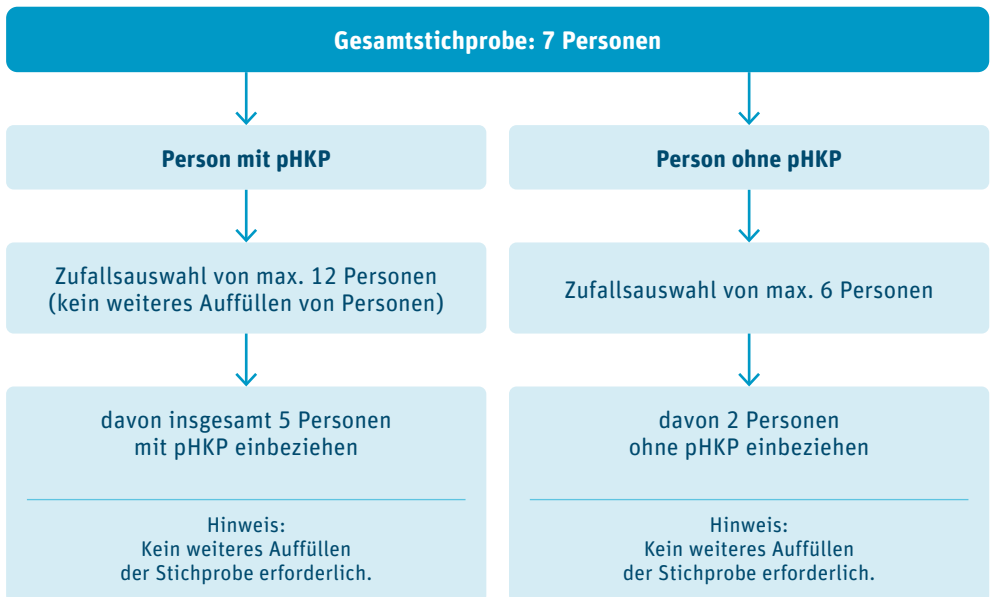 Gesamtstichprobe: 7 Personen
Person mit pHKP
Person ohne pHKP
Zufallsauswahl von max. 12 Personen
(kein weiteres Auffüllen von Personen)
Zufallsauswahl von max. 6 Personen
davon insgesamt 5 Personen
mit pHKP einbeziehen
Hinweis:
Kein weiteres Auffüllen
der Stichprobe erforderlich.
davon 2 Personen
ohne pHKP einbeziehen
Hinweis:
Kein weiteres Auffüllen
der Stichprobe erforderlich.